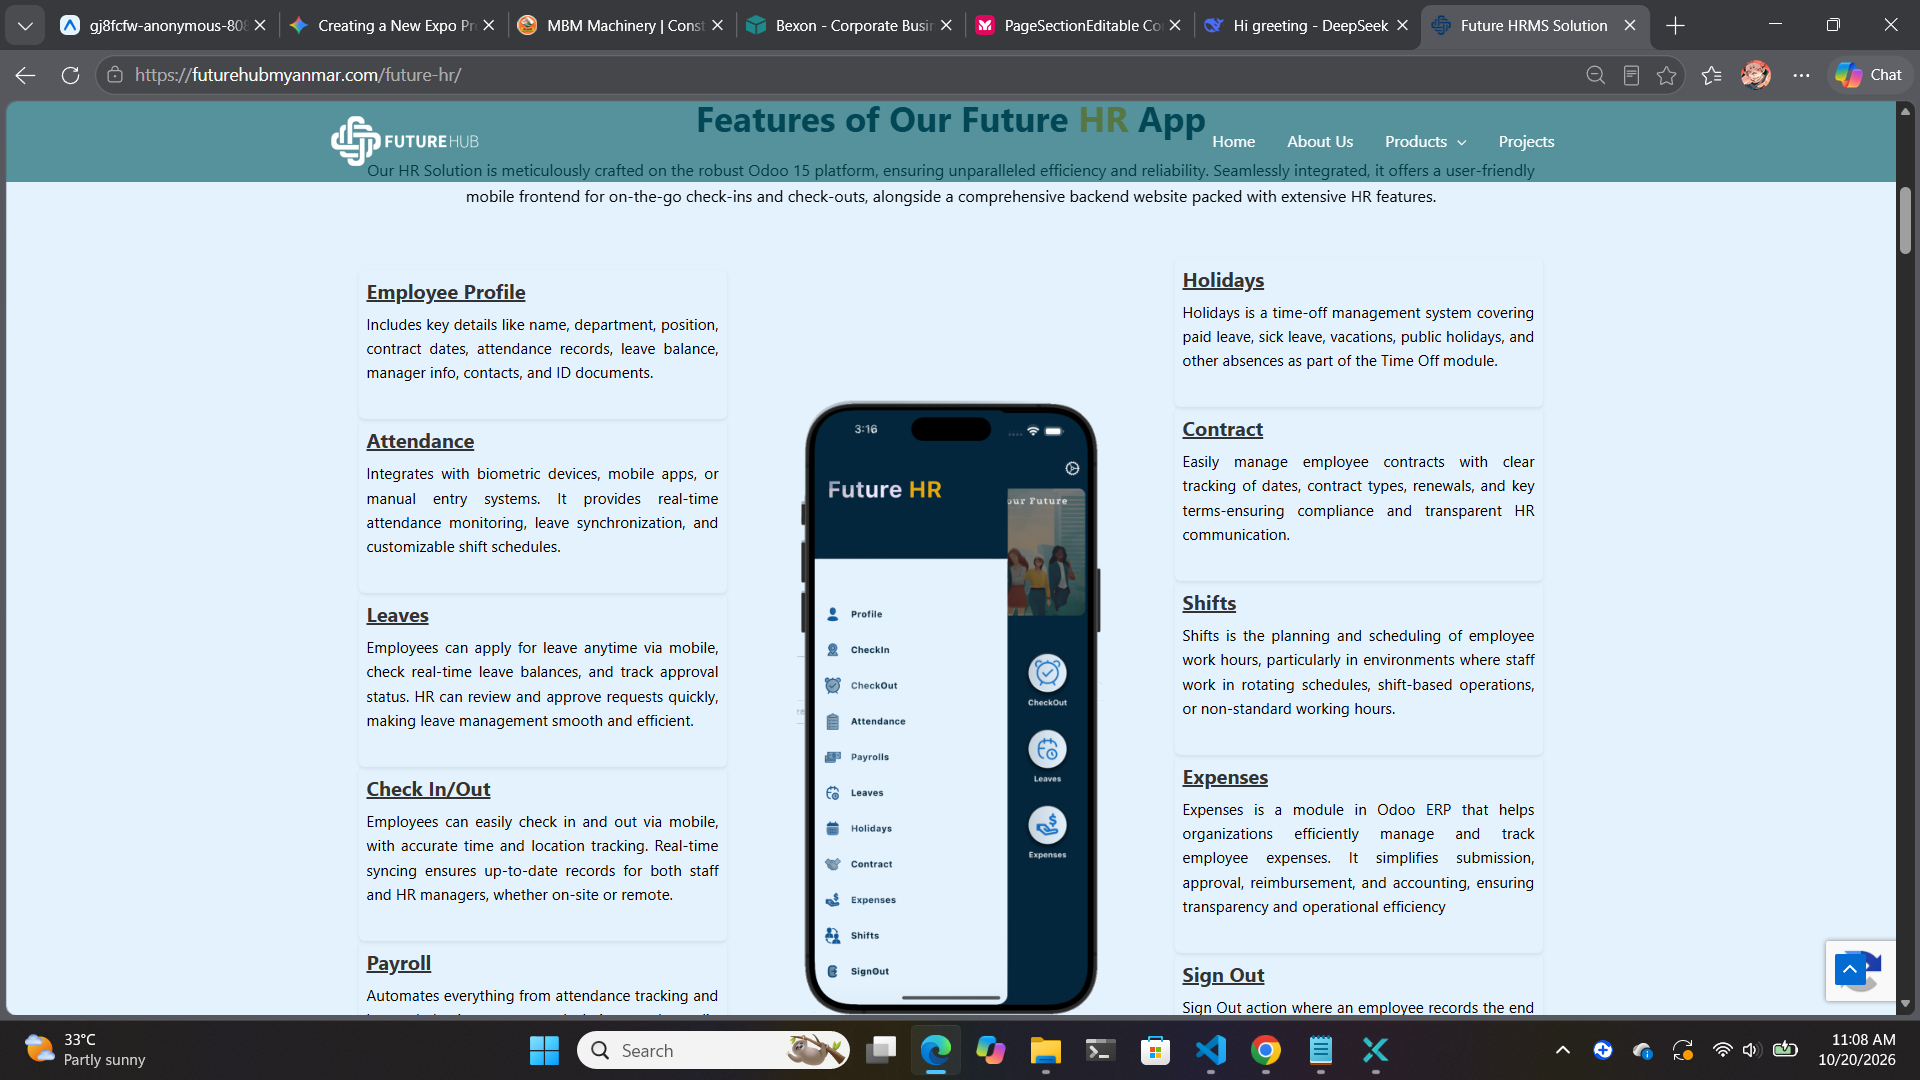 gj8fcfw-anonymous-808
Creating a New Expo Pr
MBM Machinery | Const
Bexon - Corporate Busin
PageSectionEditable Co
Hi greeting - DeepSeek
Future HRMS Solution
https://futurehubmyanmar.com/future-hr/
Chat
FUTUREHUB
Home
About Us
Products
Projects
Features of Our Future HR App
Our HR Solution is meticulously crafted on the robust Odoo 15 platform, ensuring unparalleled efficiency and reliability. Seamlessly integrated, it offers a user-friendly
mobile frontend for on-the-go check-ins and check-outs, alongside a comprehensive backend website packed with extensive HR features.
Employee Profile
Includes key details like name, department, position,
contract dates, attendance records, leave balance,
manager info, contacts, and ID documents.
Attendance
Integrates with biometric devices, mobile apps, or
manual entry systems. It provides real-time
attendance monitoring, leave synchronization, and
customizable shift schedules.
Leaves
Employees can apply for leave anytime via mobile,
check real-time leave balances, and track approval
status. HR can review and approve requests quickly,
making leave management smooth and efficient.
Check In/Out
Employees can easily check in and out via mobile,
with accurate time and location tracking. Real-time
syncing ensures up-to-date records for both staff
and HR managers, whether on-site or remote.
Payroll
Automates everything from attendance tracking and
3:16
Future HR
our Future
Profile
CheckIn
CheckOut
Attendance
Payrolls
Leaves
Holidays
Contract
Expenses
Shifts
SignOut
CheckOut
Leaves
Expenses
Holidays
Holidays is a time-off management system covering
paid leave, sick leave, vacations, public holidays, and
other absences as part of the Time Off module.
Contract
Easily manage employee contracts with clear
tracking of dates, contract types, renewals, and key
terms-ensuring compliance and transparent HR
communication.
Shifts
Shifts is the planning and scheduling of employee
work hours, particularly in environments where staff
work in rotating schedules, shift-based operations,
or non-standard working hours.
Expenses
Expenses is a module in Odoo ERP that helps
organizations efficiently manage and track
employee expenses. It simplifies submission,
approval, reimbursement, and accounting, ensuring
transparency and operational efficiency
Sign Out
Sign Out action where an employee records the end
33°C
Partly sunny
Search
11:08 AM
10/20/2026